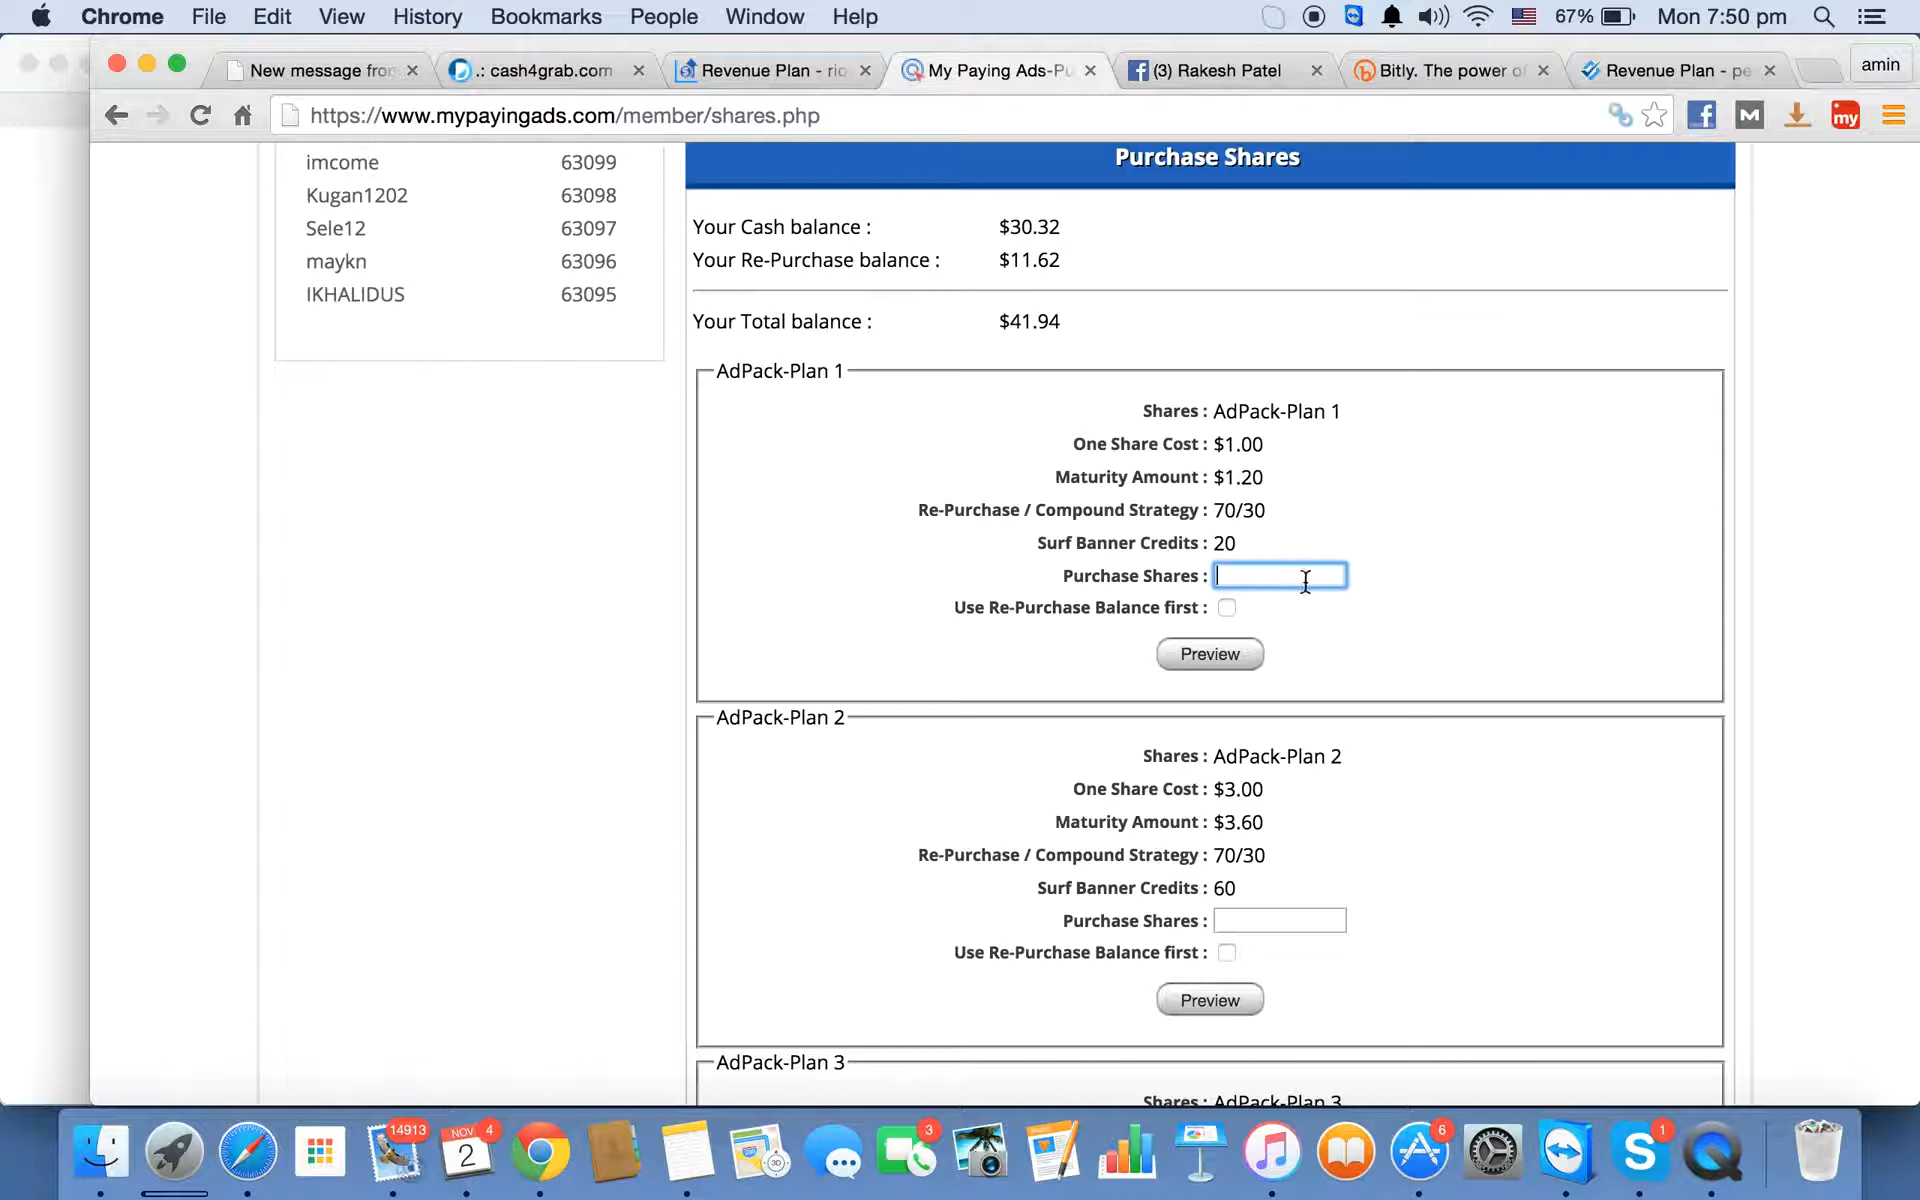 Chrome File Edit View History Bookmarks People Window Help 67% Mon 7:50 pm
New message from .: cash4grab.com Revenue Plan - ric My Paying Ads-Pu (3) Rakesh Patel Bitly. The power of Revenue Plan - pe amin
https://www.mypayingads.com/member/shares.php
imcome 63099
Kugan1202 63098
Sele12 63097
maykn 63096
IKHALIDUS 63095
Purchase Shares
Your Cash balance : $30.32
Your Re-Purchase balance : $11.62
Your Total balance : $41.94
AdPack-Plan 1
Shares : AdPack-Plan 1
One Share Cost : $1.00
Maturity Amount : $1.20
Re-Purchase / Compound Strategy : 70/30
Surf Banner Credits : 20
Purchase Shares :
Use Re-Purchase Balance first :
Preview
AdPack-Plan 2
Shares : AdPack-Plan 2
One Share Cost : $3.00
Maturity Amount : $3.60
Re-Purchase / Compound Strategy : 70/30
Surf Banner Credits : 60
Purchase Shares :
Use Re-Purchase Balance first :
Preview
AdPack-Plan 3
Shares : AdPack-Plan 3
14913 NOV 4 2 3 3D 6 1